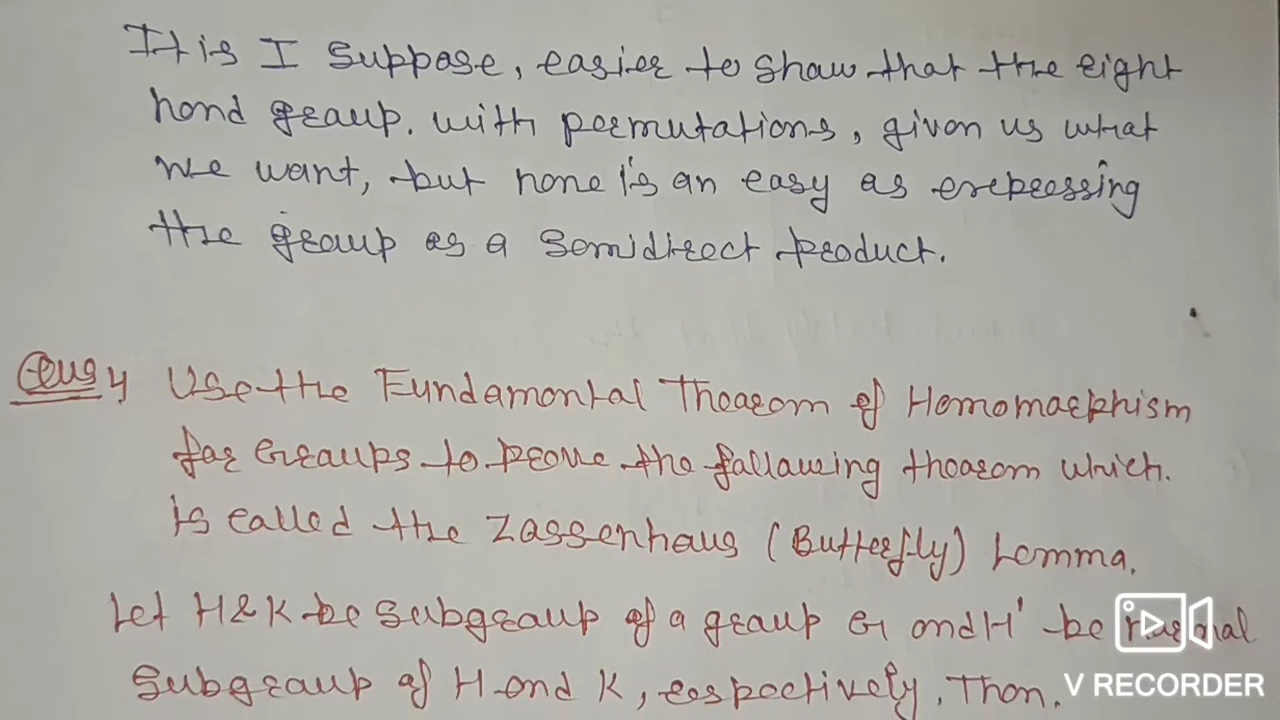 It is I suppose, easier to show that the right
hand group. with permutations, given us what
we want, but none is an easy as expressing
the group as a semidirect product.
Ques 4 Use the Fundamental Theorem of Homomorphism
for Groups to prove the following theorem which.
is called the Zassenhaus (Butterfly) Lemma.
Let H & K be subgroup of a group G and H' be normal
subgroup of H and K, respectively. Then.
V RECORDER